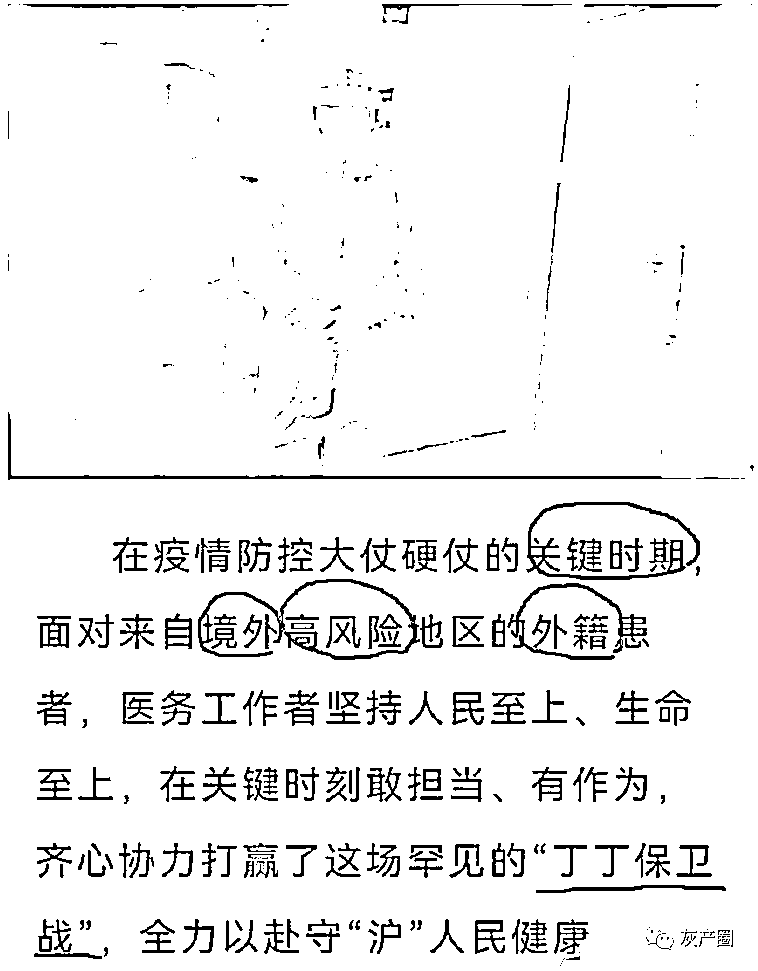 在疫情防控大仗硬仗的关键时期，
面对来自境外高风险地区的外籍患
者，医务工作者坚持人民至上、生命
至上，在关键时刻敢担当、有作为，
齐心协力打赢了这场罕见的“丁丁保卫
战”，全力以赴守“沪”人民健康
灰产圈